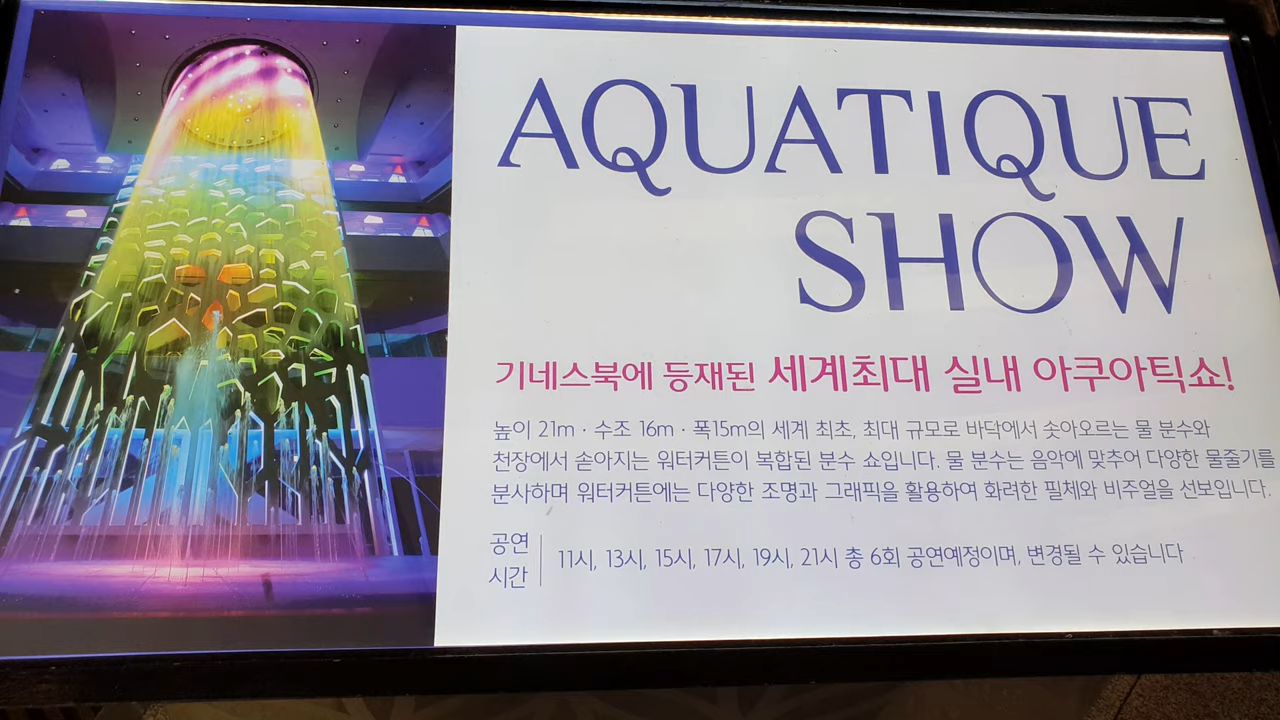 AQUATIQUE
SHOW
기네스북에 등재된 세계최대 실내 아쿠아틱쇼!
높이 21m · 수조 16m · 폭15m의 세계 최초, 최대 규모로 바닥에서 솟아오르는 물 분수와
천장에서 쏟아지는 워터커튼이 복합된 분수 쇼입니다. 물 분수는 음악에 맞추어 다양한 물줄기를
분사하며 워터커튼에는 다양한 조명과 그래픽을 활용하여 화려한 필체와 비주얼을 선보입니다.
공연
시간
11시, 13시, 15시, 17시, 19시, 21시 총 6회 공연예정이며, 변경될 수 있습니다